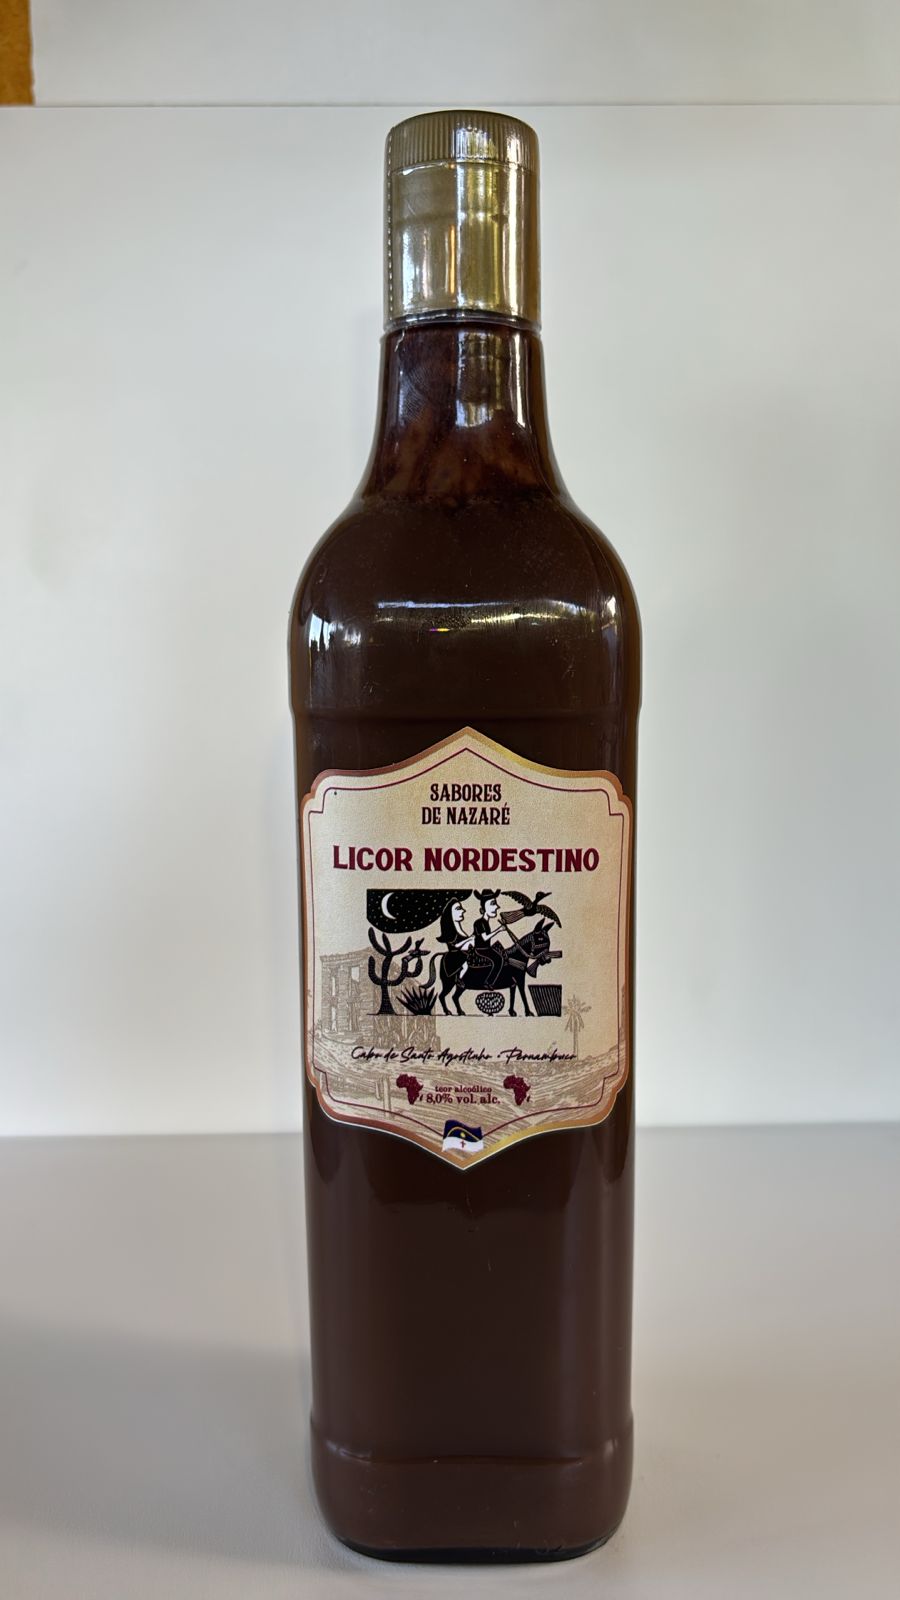 SABORES
DE NAZARÉ
LICOR NORDESTINO
Cabo de Santo Agostinho • Pernambuco
teor alcoólico
8,0% vol. alc.